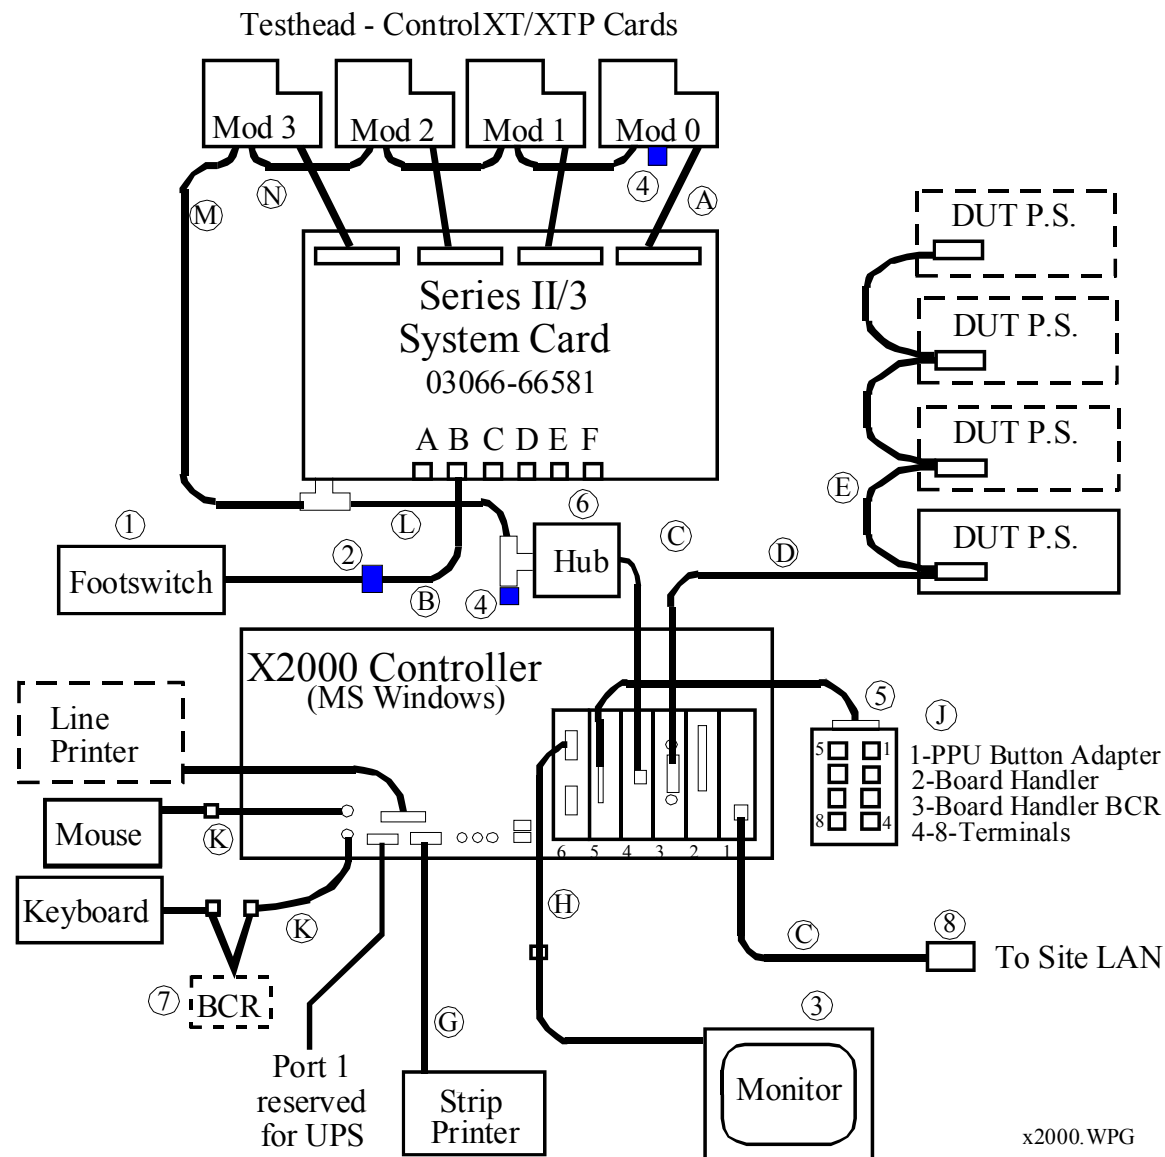 Testhead - ControlXT/XTP Cards
Mod 3
Mod 2
Mod 1
Mod 0
4
N
A
M
DUT P.S.
DUT P.S.
DUT P.S.
DUT P.S.
E
Series II/3
System Card
03066-66581
A B C D E F
1
Footswitch
2
B
L
4
6
Hub
C
D
X2000 Controller
(MS Windows)
Line
Printer
Mouse
K
Keyboard
K
7
BCR
6 5 4 3 2 1
5
J
5 1
8 4
1-PPU Button Adapter
2-Board Handler
3-Board Handler BCR
4-8-Terminals
H
C
8
To Site LAN
Port 1
reserved
for UPS
G
Strip
Printer
3
Monitor
x2000.WPG